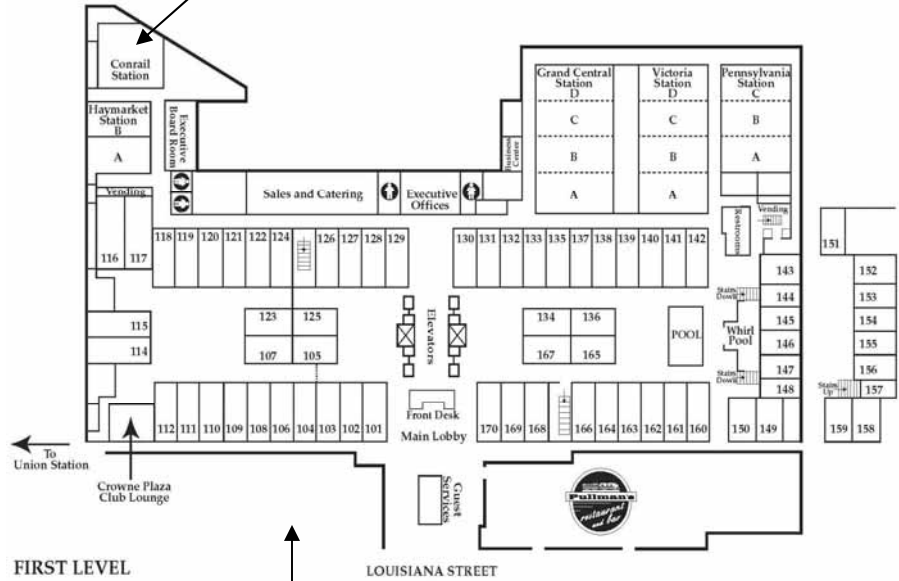 Conrail
Station
Haymarket
Station
B
A
Vending
Executive
Board Room
Sales and Catering
Executive
Offices
Business
Center
Grand Central
Station
D
C
B
A
Victoria
Station
D
C
B
A
Pennsylvania
Station
C
B
A
Restrooms
Vending
116 117
118 119 120 121 122 124 126 127 128 129
130 131 132 133 135 137 138 139 140 141 142
151
143
144
145
146
147
148
152
153
154
155
156
157
Stairs
Down
Whirl
Pool
Stairs
Down
Stairs
Up
115
114
123 125
107 105
Elevators
134 136
167 165
POOL
112 111 110 109 108 106 104 103 102 101
Front Desk
Main Lobby
170 169 168 166 164 163 162 161 160
150 149
159 158
To
Union Station
Crowne Plaza
Club Lounge
Guest
Services
Pullman's
restaurant
and bar
FIRST LEVEL
LOUISIANA STREET